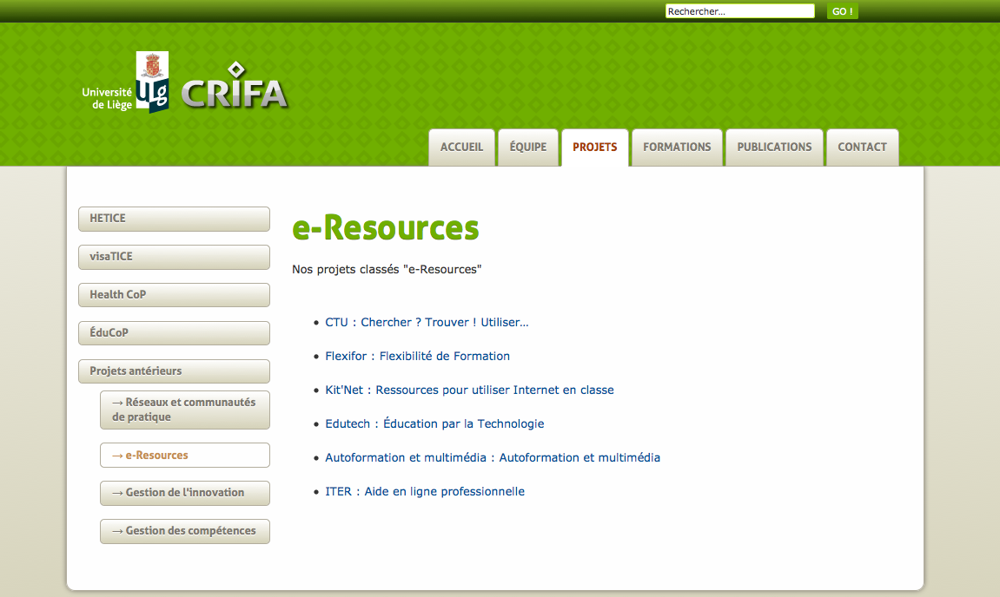 Rechercher...
GO !
Université
de Liège
ULg
CRIFA
ACCUEIL
ÉQUIPE
PROJETS
FORMATIONS
PUBLICATIONS
CONTACT
HETICE
visaTICE
Health CoP
ÉduCoP
Projets antérieurs
→ Réseaux et communautés
de pratique
→ e-Resources
→ Gestion de l'innovation
→ Gestion des compétences
e-Resources
Nos projets classés "e-Resources"
• CTU : Chercher ? Trouver ! Utiliser...
• Flexifor : Flexibilité de Formation
• Kit'Net : Ressources pour utiliser Internet en classe
• Edutech : Éducation par la Technologie
• Autoformation et multimédia : Autoformation et multimédia
• ITER : Aide en ligne professionnelle